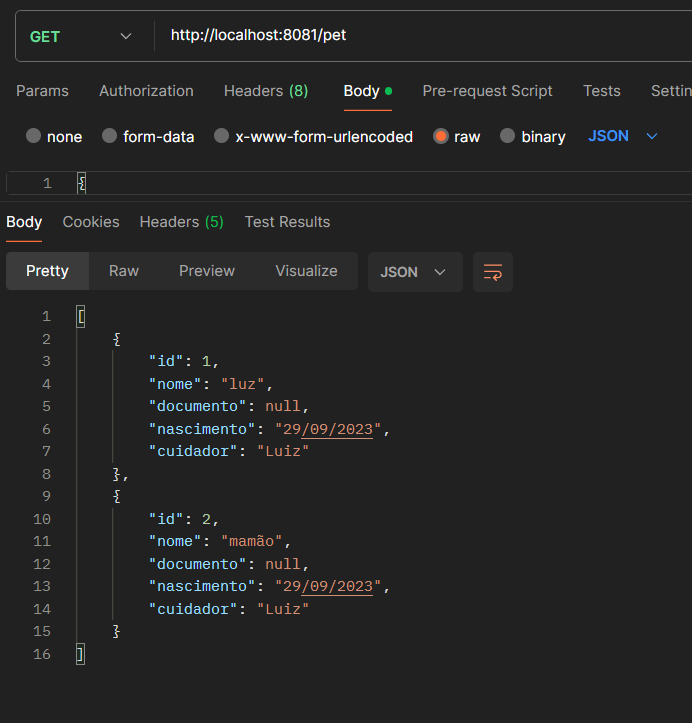 GET http://localhost:8081/pet
Params Authorization Headers (8) Body Pre-request Script Tests Settin
none form-data x-www-form-urlencoded raw binary JSON
1 {
Body Cookies Headers (5) Test Results
Pretty Raw Preview Visualize JSON
1 [
2 {
3 "id": 1,
4 "nome": "luz",
5 "documento": null,
6 "nascimento": "29/09/2023",
7 "cuidador": "Luiz"
8 },
9 {
10 "id": 2,
11 "nome": "mamão",
12 "documento": null,
13 "nascimento": "29/09/2023",
14 "cuidador": "Luiz"
15 }
16 ]